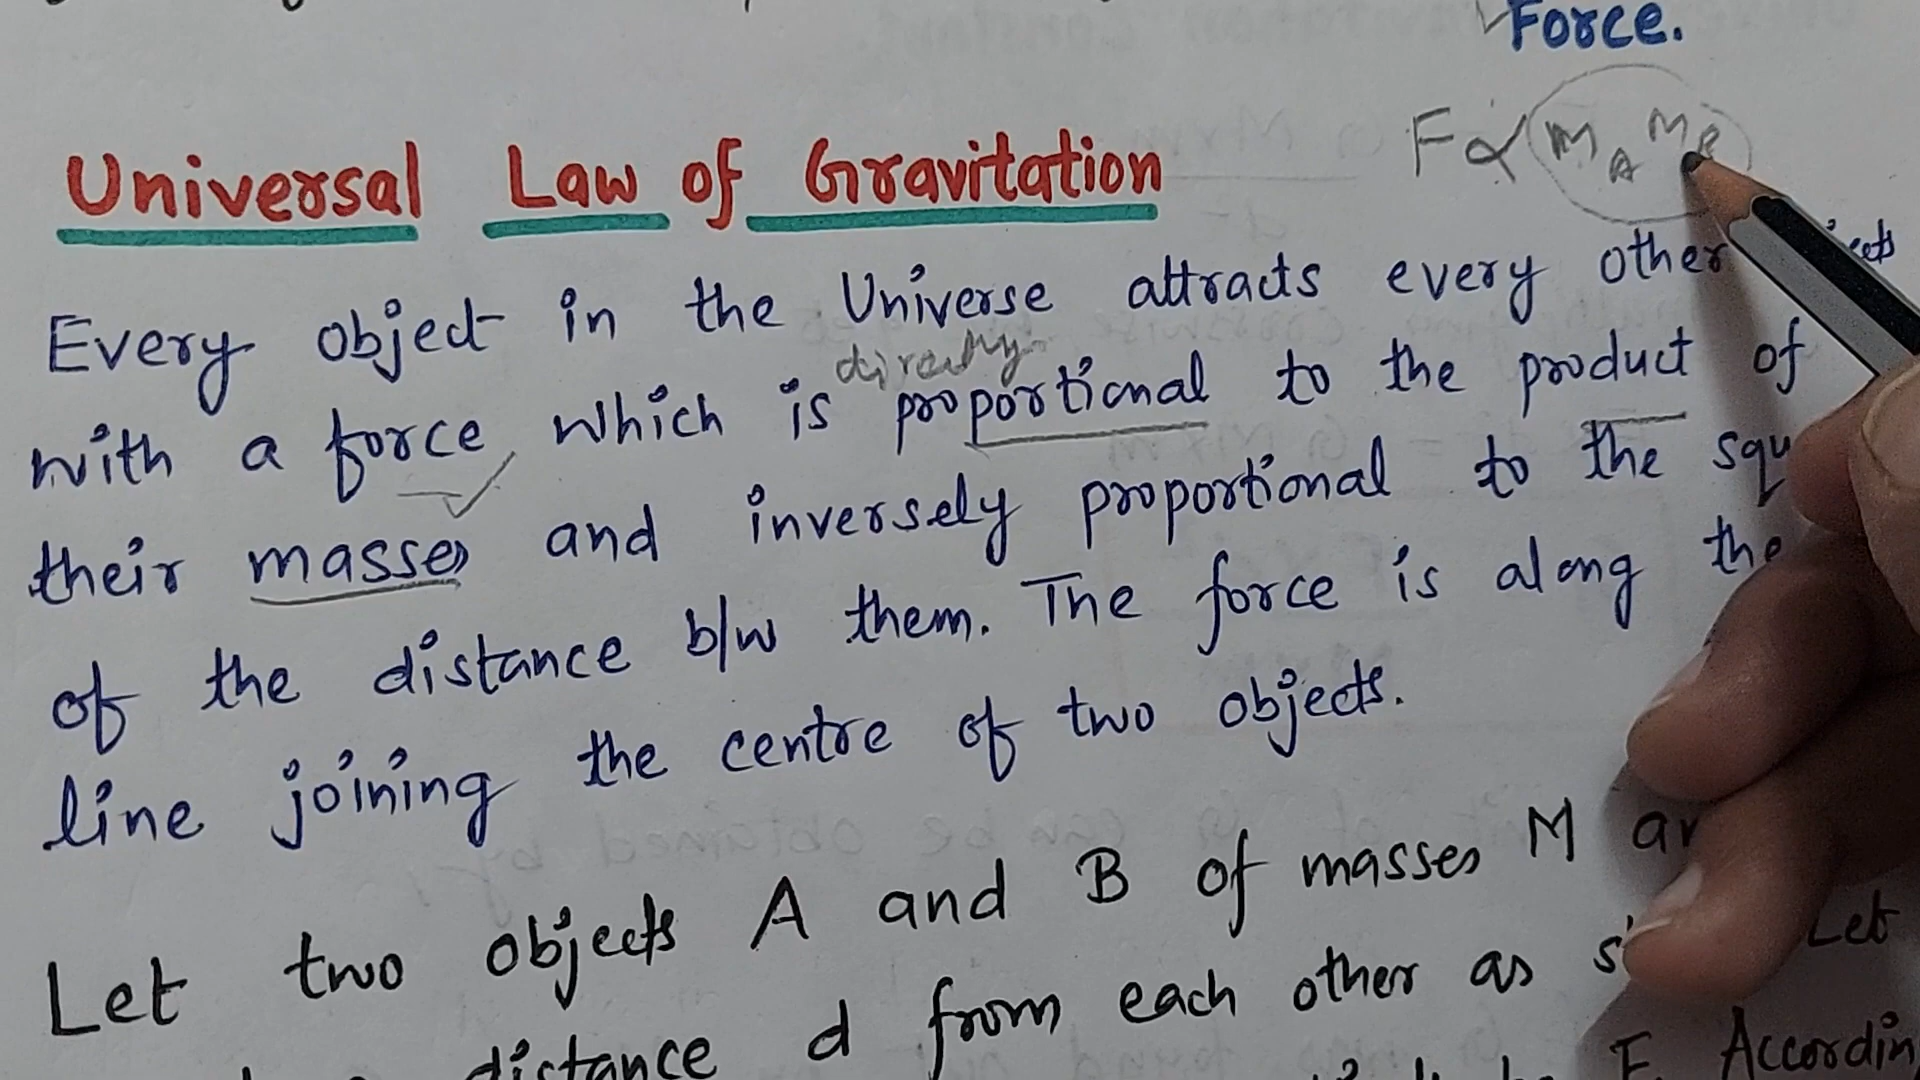 Force.
F ∝ M_A M_B
Universal Law of Gravitation
Every object in the Universe attracts every other
directly
with a force which is proportional to the product of
their masses and inversely proportional to the squ
of the distance b/w them. The force is along the
line joining the centre of two objects.
Let two objects A and B of masses M
distance d from each other as
Let
F. Accordin